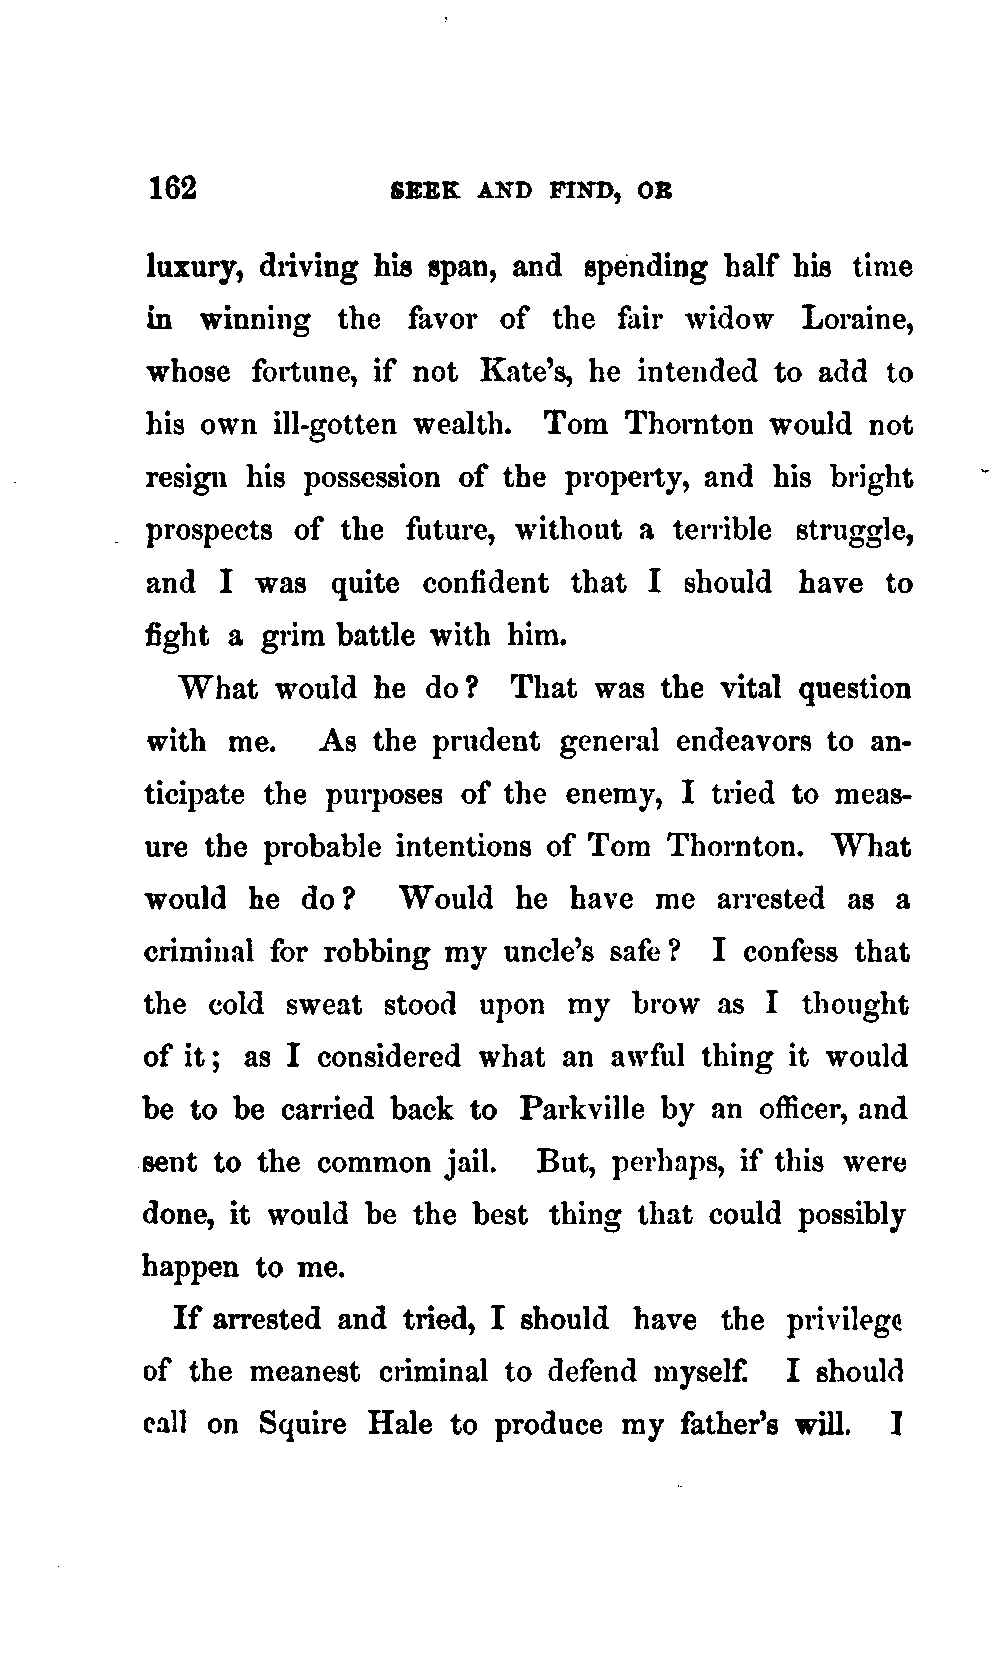 162 SEEK AND FIND, OR
luxury, driving his span, and spending half his time
in winning the favor of the fair widow Loraine,
whose fortune, if not Kate's, he intended to add to
his own ill-gotten wealth. Tom Thornton would not
resign his possession of the property, and his bright
prospects of the future, without a terrible struggle,
and I was quite confident that I should have to
fight a grim battle with him.
What would he do? That was the vital question
with me. As the prudent general endeavors to an-
ticipate the purposes of the enemy, I tried to meas-
ure the probable intentions of Tom Thornton. What
would he do? Would he have me arrested as a
criminal for robbing my uncle's safe? I confess that
the cold sweat stood upon my brow as I thought
of it; as I considered what an awful thing it would
be to be carried back to Parkville by an officer, and
sent to the common jail. But, perhaps, if this were
done, it would be the best thing that could possibly
happen to me.
If arrested and tried, I should have the privilege
of the meanest criminal to defend myself. I should
call on Squire Hale to produce my father's will. I